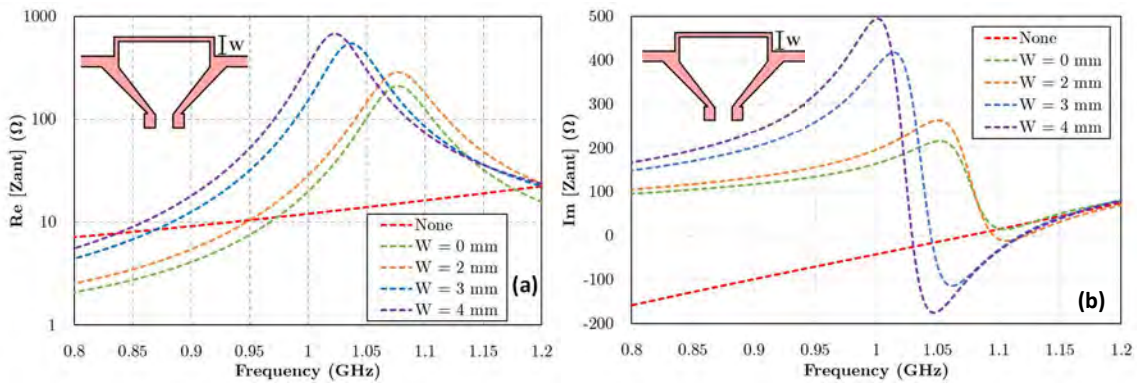 1000
100
10
1
Re [Zant] (Ω)
W
None
W = 0 mm
W = 2 mm
W = 3 mm
W = 4 mm
(a)
0.8 0.85 0.9 0.95 1 1.05 1.1 1.15 1.2
Frequency (GHz)
500
400
300
200
100
0
-100
-200
Im [Zant] (Ω)
W
None
W = 0 mm
W = 2 mm
W = 3 mm
W = 4 mm
(b)
0.8 0.85 0.9 0.95 1 1.05 1.1 1.15 1.2
Frequency (GHz)